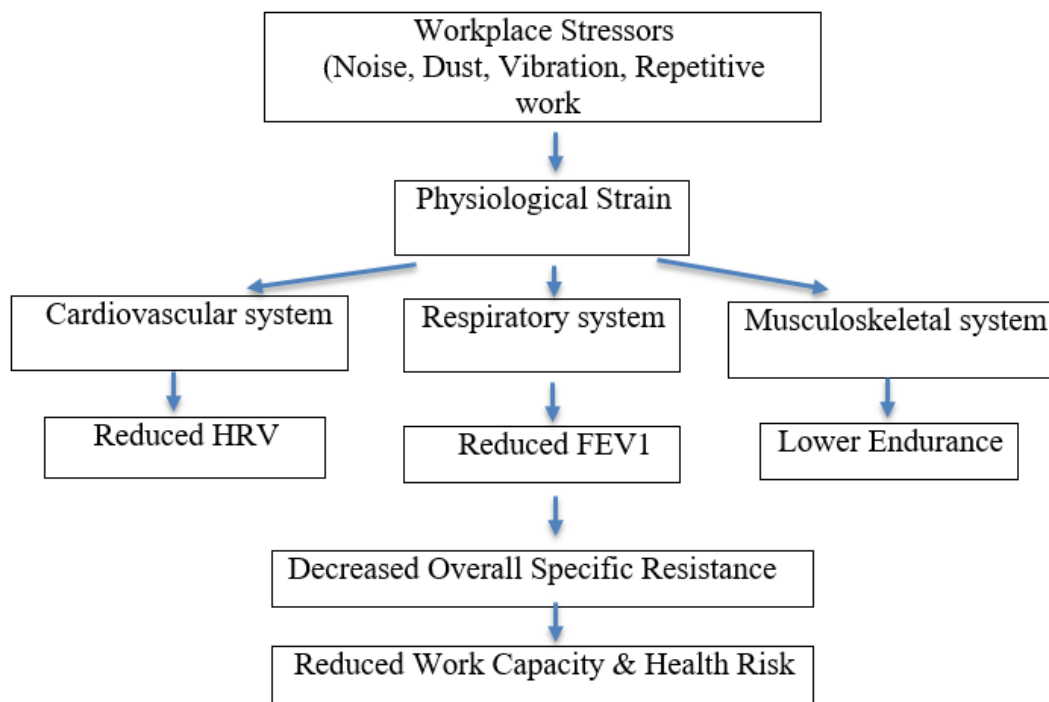 Workplace Stressors
(Noise, Dust, Vibration, Repetitive
work
Physiological Strain
Cardiovascular system
Respiratory system
Musculoskeletal system
Reduced HRV
Reduced FEV1
Lower Endurance
Decreased Overall Specific Resistance
Reduced Work Capacity & Health Risk